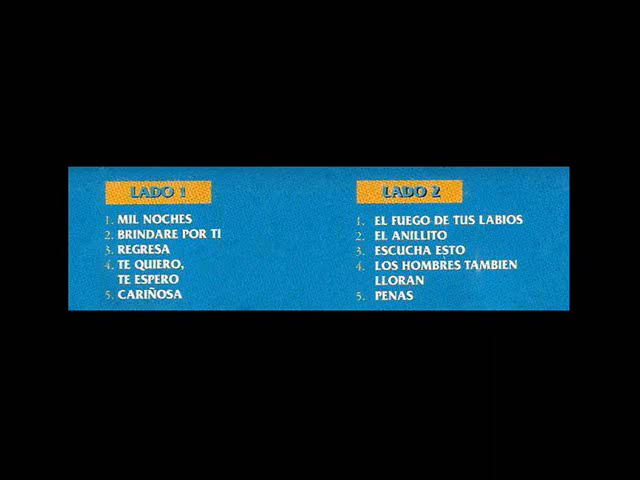 LADO 1
1. MIL NOCHES
2. BRINDARE POR TI
3. REGRESA
4. TE QUIERO,
TE ESPERO
5. CARIÑOSA
LADO 2
1. EL FUEGO DE TUS LABIOS
2. EL ANILLITO
3. ESCUCHA ESTO
4. LOS HOMBRES TAMBIEN
LLORAN
5. PENAS